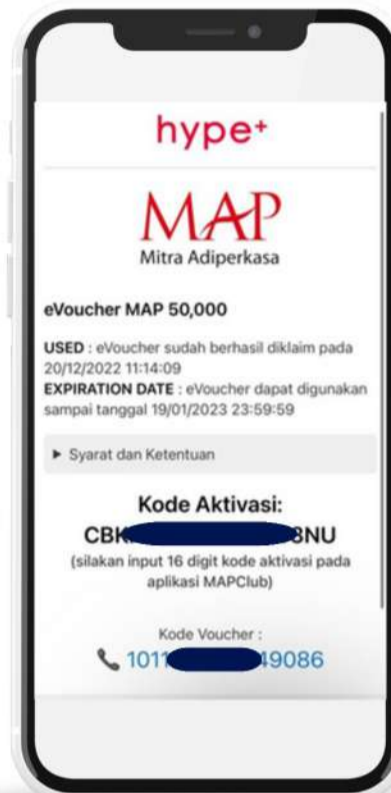 hype+
MAP
Mitra Adiperkasa
eVoucher MAP 50,000
USED : eVoucher sudah berhasil diklaim pada
20/12/2022 11:14:09
EXPIRATION DATE : eVoucher dapat digunakan
sampai tanggal 19/01/2023 23:59:59
▶ Syarat dan Ketentuan
Kode Aktivasi:
CBK 3NU
(silakan input 16 digit kode aktivasi pada
aplikasi MAPClub)
Kode Voucher :
1011 49086